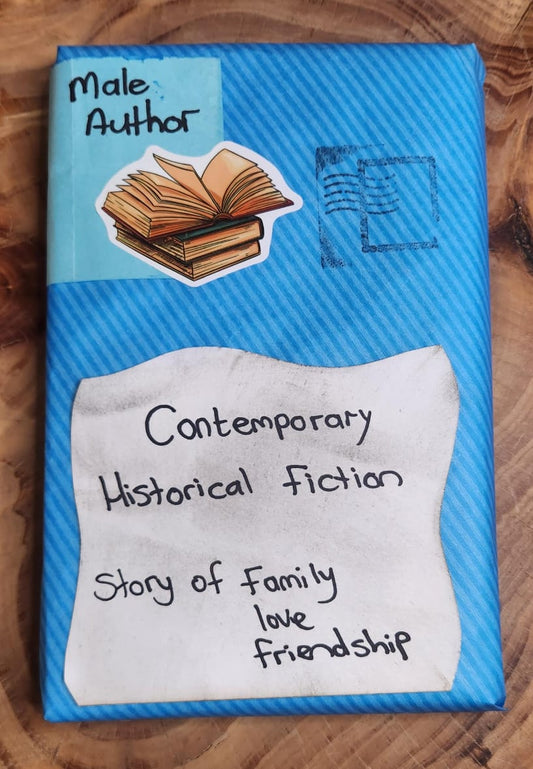 Male
Author
Contemporary
Historical Fiction
Story of Family
love
friendship